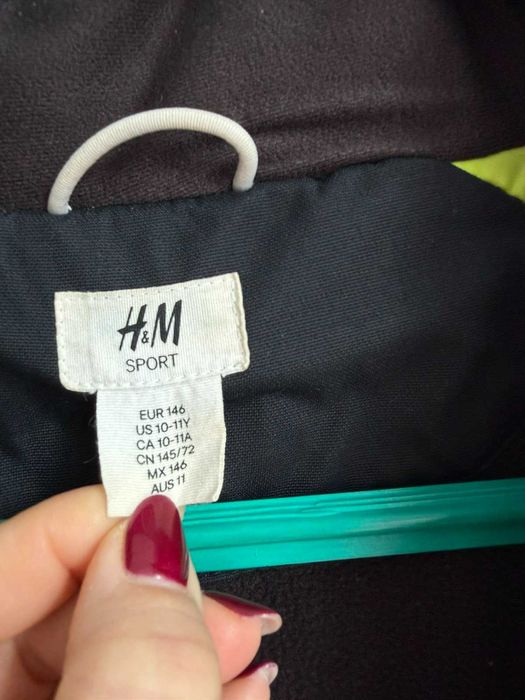 H&M
SPORT
EUR 146
US 10-11Y
CA 10-11A
CN 145/72
MX 146
AUS 11